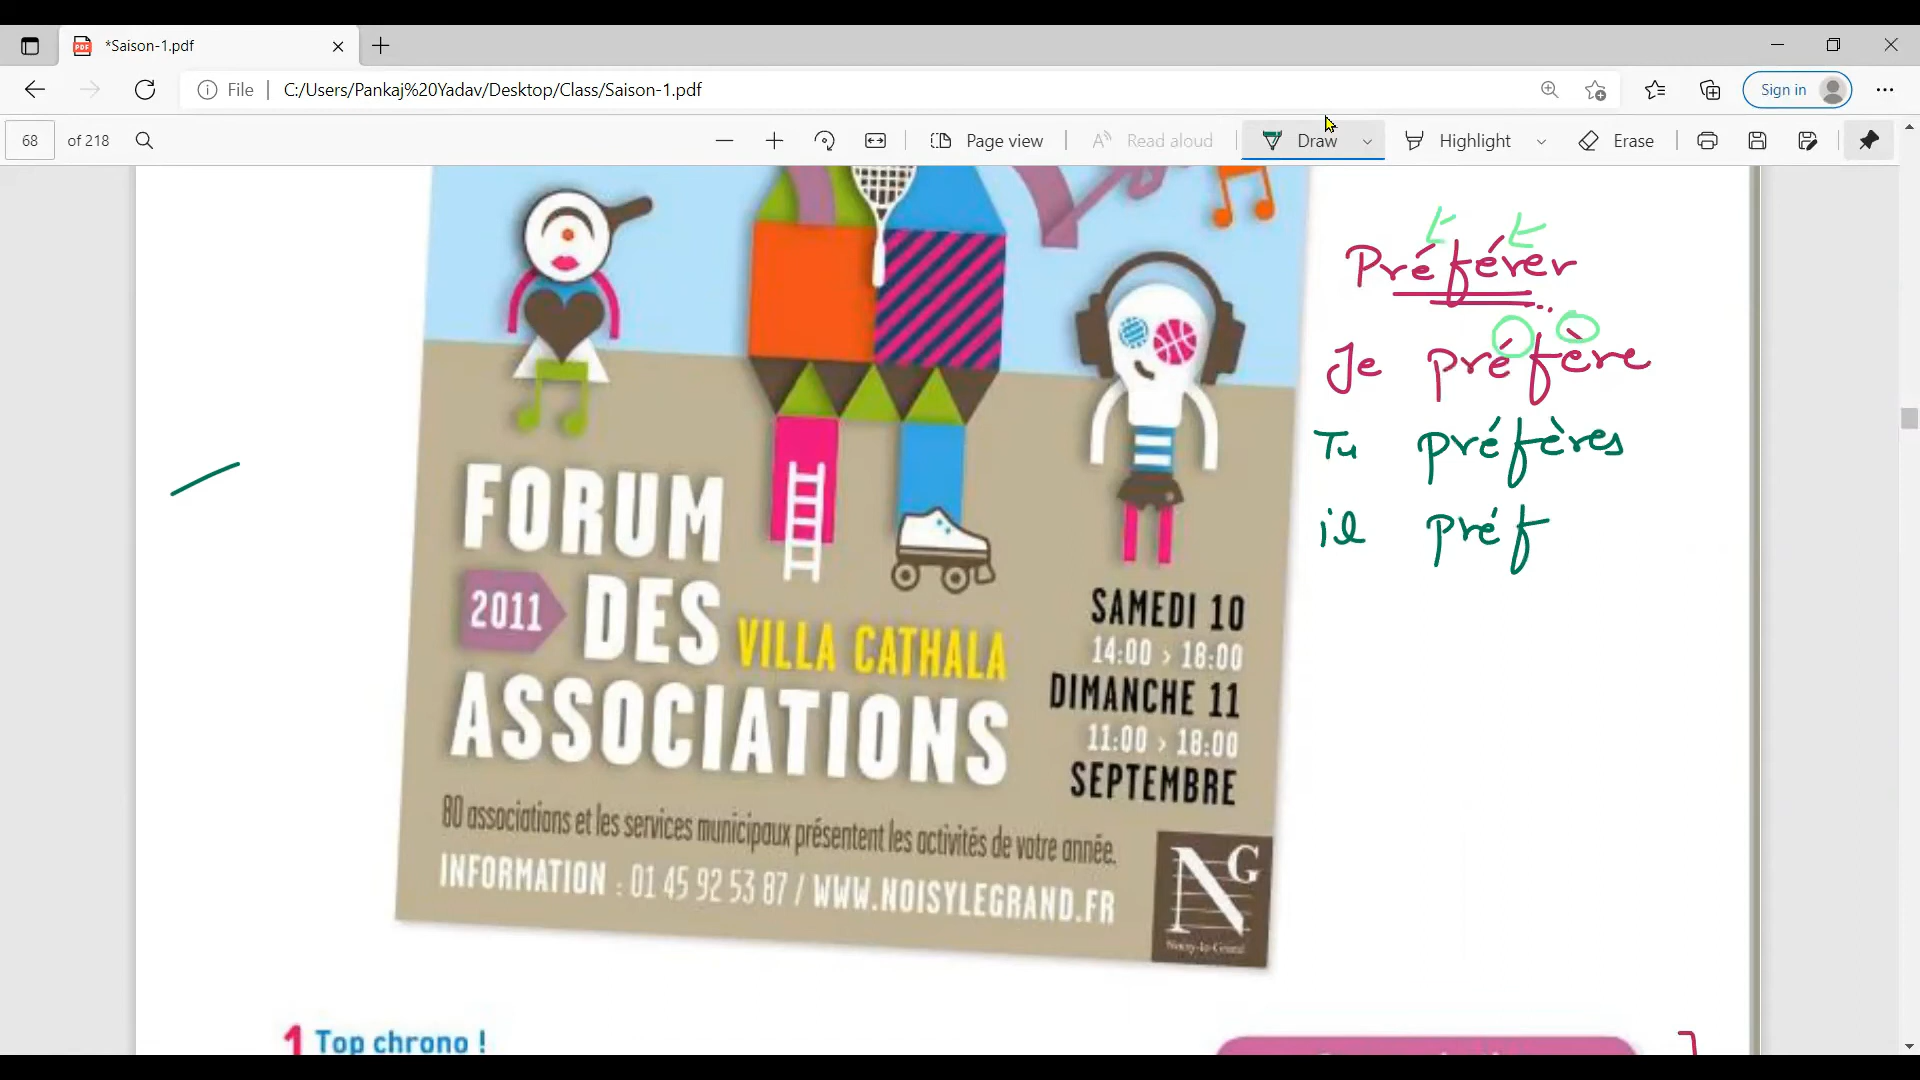 *Saison-1.pdf
File C:/Users/Pankaj%20Yadav/Desktop/Class/Saison-1.pdf Sign in
68 of 218 Page view Read aloud Draw Highlight Erase
Préférer
Je préfère
Tu préfères
il préf
FORUM
2011 DES VILLA CATHALA
ASSOCIATIONS
SAMEDI 10
14:00 > 18:00
DIMANCHE 11
11:00 > 18:00
SEPTEMBRE
80 associations et les services municipaux présentent les activités de votre année.
INFORMATION : 01 45 92 53 87 / WWW.NOISYLEGRAND.FR
NG
Noisy-le-Grand
1 Top chrono !